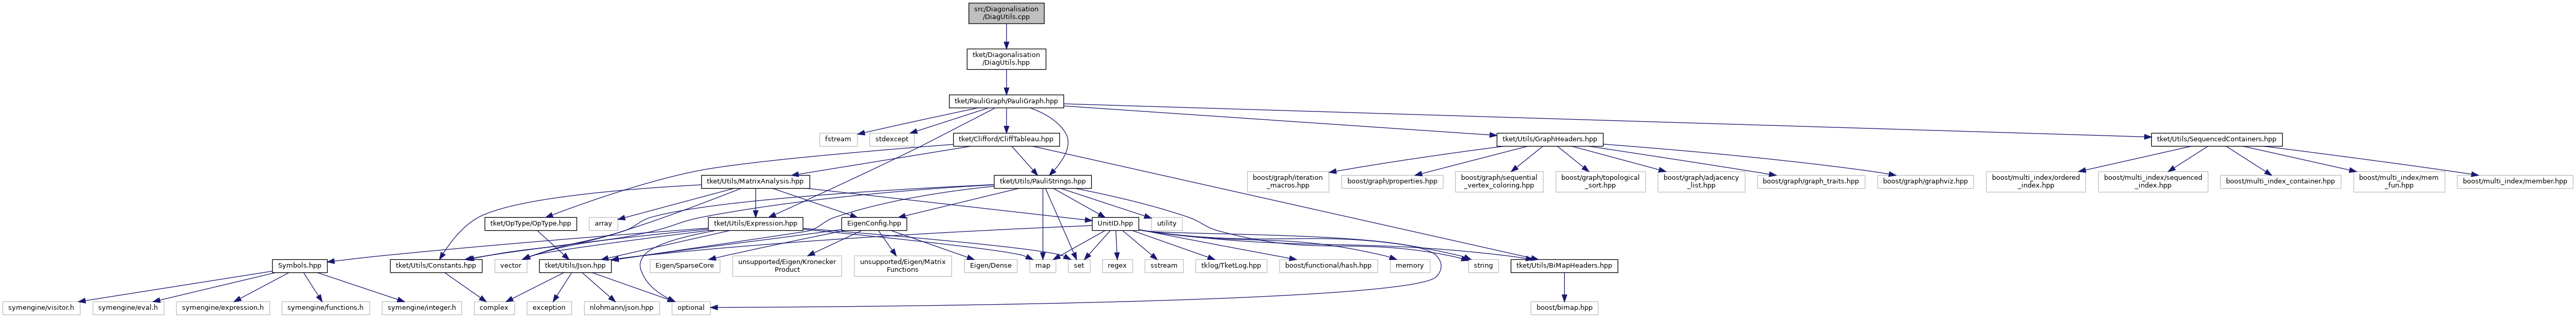 src/Diagonalisation
/DiagUtils.cpp
tket/Diagonalisation
/DiagUtils.hpp
tket/PauliGraph/PauliGraph.hpp
fstream
stdexcept
tket/Clifford/CliffTableau.hpp
tket/Utils/GraphHeaders.hpp
tket/Utils/SequencedContainers.hpp
tket/Utils/MatrixAnalysis.hpp
tket/Utils/PauliStrings.hpp
boost/graph/iteration
_macros.hpp
boost/graph/properties.hpp
boost/graph/sequential
_vertex_coloring.hpp
boost/graph/topological
_sort.hpp
boost/graph/adjacency
_list.hpp
boost/graph/graph_traits.hpp
boost/graph/graphviz.hpp
boost/multi_index/ordered
_index.hpp
boost/multi_index/sequenced
_index.hpp
boost/multi_index_container.hpp
boost/multi_index/mem
_fun.hpp
boost/multi_index/member.hpp
tket/OpType/OpType.hpp
array
tket/Utils/Expression.hpp
EigenConfig.hpp
UnitID.hpp
utility
Symbols.hpp
tket/Utils/Constants.hpp
vector
tket/Utils/Json.hpp
Eigen/SparseCore
unsupported/Eigen/Kronecker
Product
unsupported/Eigen/Matrix
Functions
Eigen/Dense
map
set
regex
sstream
tklog/TketLog.hpp
boost/functional/hash.hpp
memory
string
tket/Utils/BiMapHeaders.hpp
symengine/visitor.h
symengine/eval.h
symengine/expression.h
symengine/functions.h
symengine/integer.h
complex
exception
nlohmann/json.hpp
optional
boost/bimap.hpp